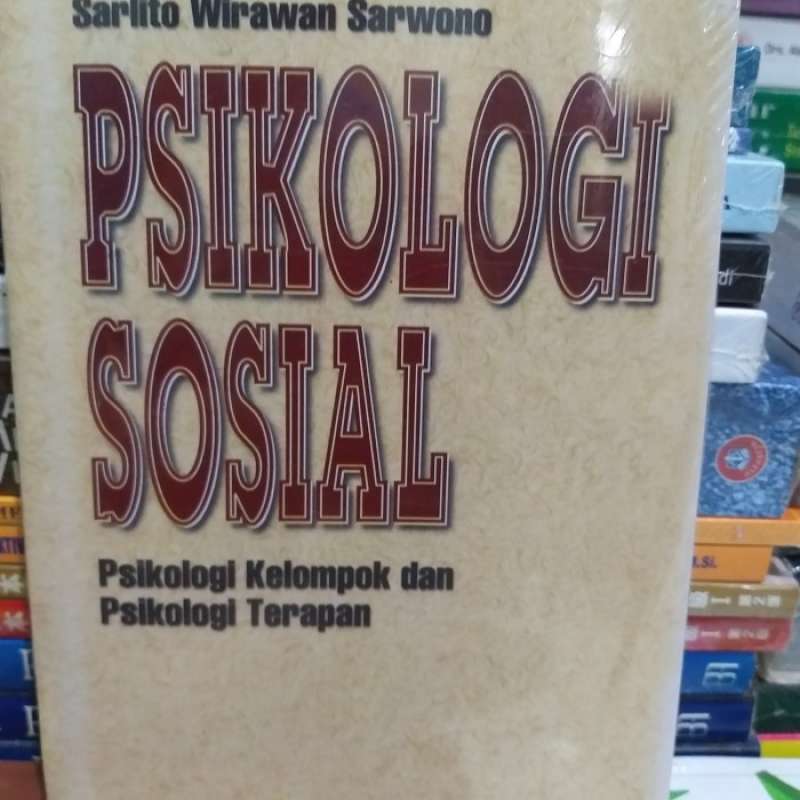 Sarlito Wirawan Sarwono
PSIKOLOGI
SOSIAL
Psikologi Kelompok dan
Psikologi Terapan